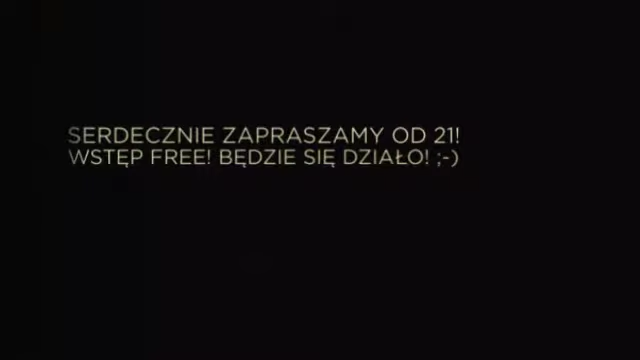 SERDECZNIE ZAPRASZAMY OD 21!
WSTĘP FREE! BĘDZIE SIĘ DZIAŁO! ;-)